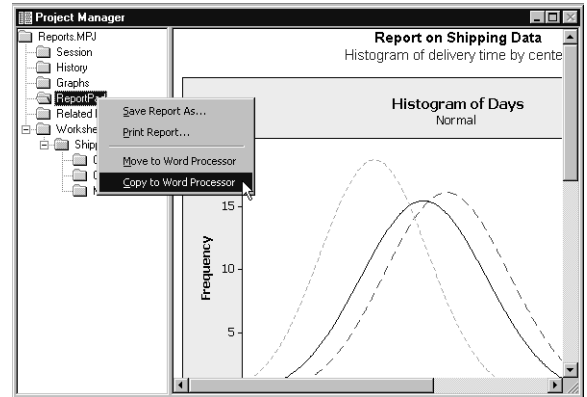 Project Manager
Reports.MPJ
Session
History
Graphs
ReportPad
Related
Workshe
Ship
Save Report As...
Print Report...
Move to Word Processor
Copy to Word Processor
Report on Shipping Data
Histogram of delivery time by cente
Histogram of Days
Normal
Frequency
15
10
5